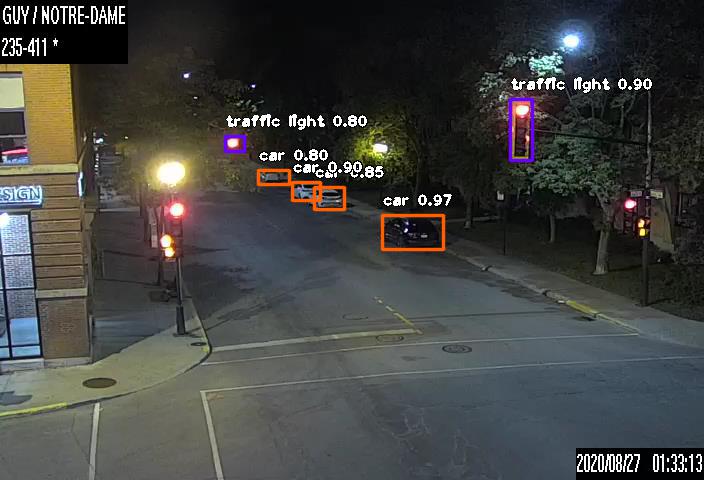 GUY / NOTRE-DAME
235-411 *
traffic light 0.90
traffic light 0.80
car 0.80
car 0.90
car 0.85
car 0.97
SIGN
2020/08/27 01:33:13